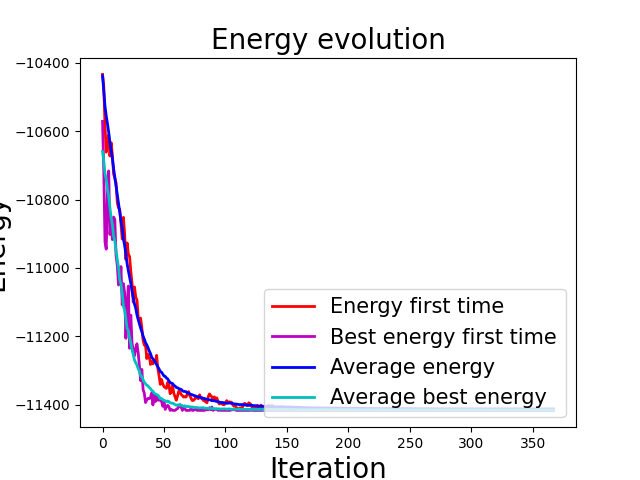 Energy evolution
Energy
−10400
−10600
−10800
−11000
−11200
−11400
0
50
100
150
200
250
300
350
Iteration
Energy first time
Best energy first time
Average energy
Average best energy